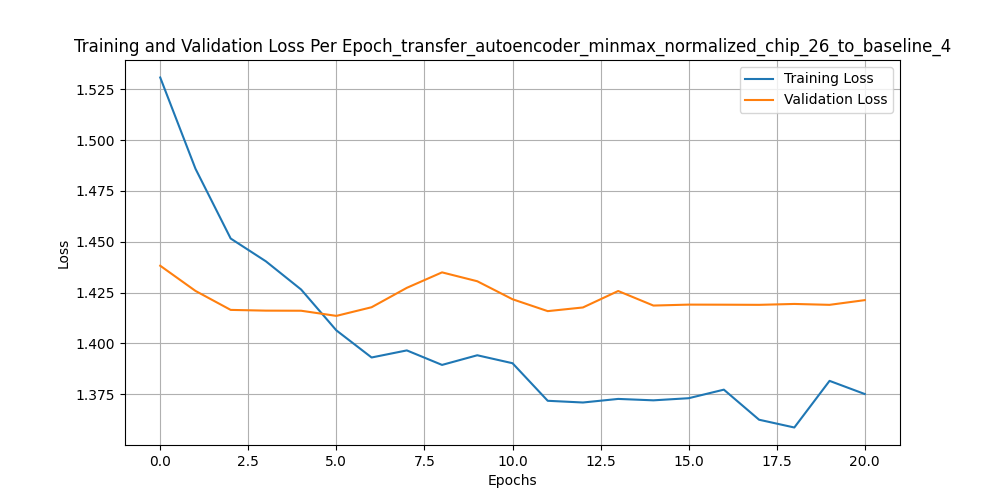 Training and Validation Loss Per Epoch_transfer_autoencoder_minmax_normalized_chip_26_to_baseline_4
Training Loss
Validation Loss
1.525
1.500
1.475
1.450
1.425
1.400
1.375
Loss
0.0 2.5 5.0 7.5 10.0 12.5 15.0 17.5 20.0
Epochs